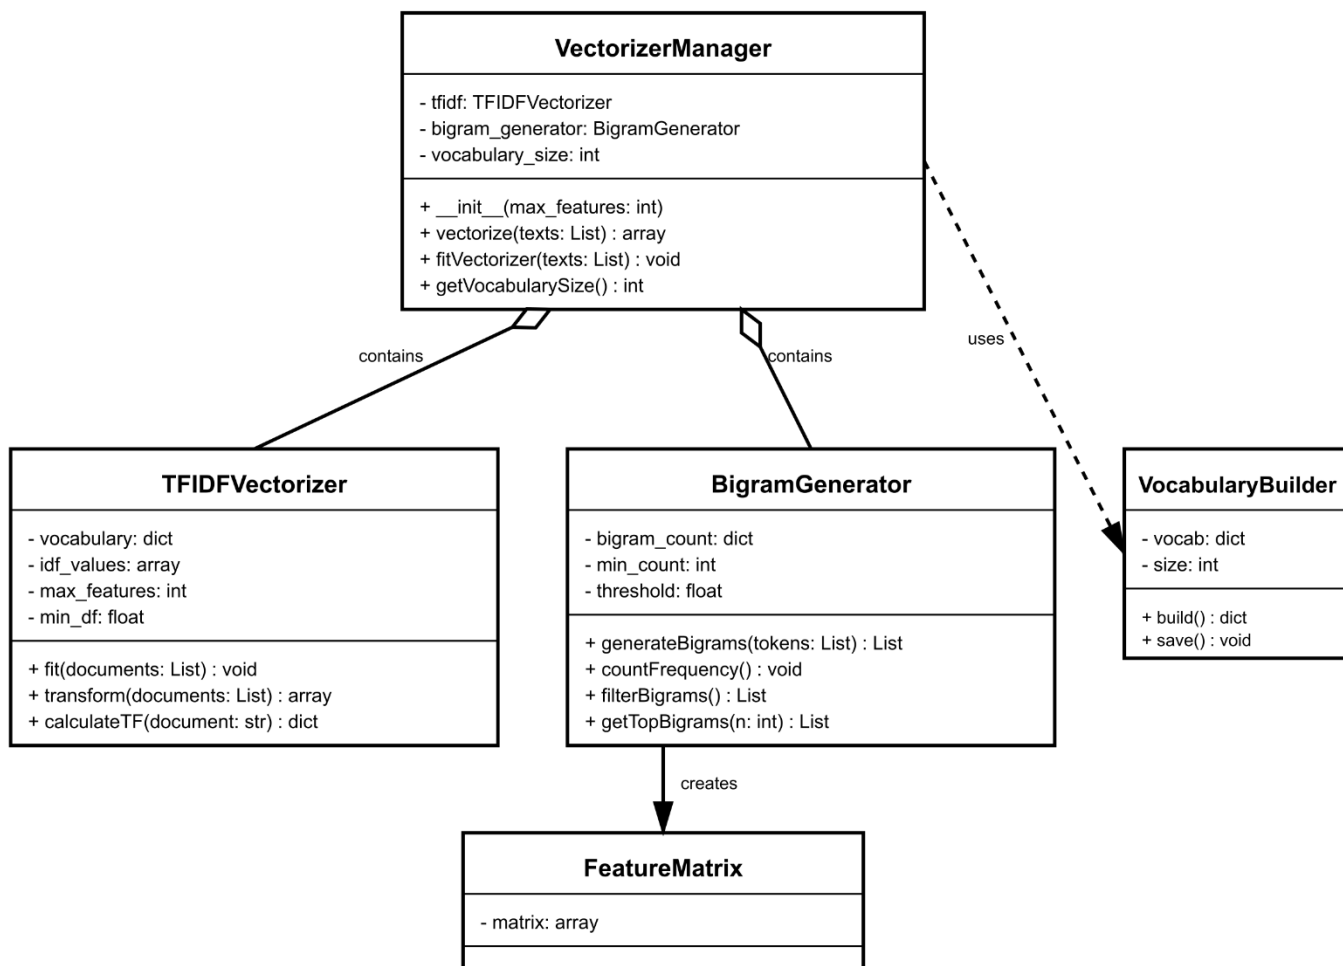 VectorizerManager
- tfidf: TFIDFVectorizer
- bigram_generator: BigramGenerator
- vocabulary_size: int
+ __init__(max_features: int)
+ vectorize(texts: List) : array
+ fitVectorizer(texts: List) : void
+ getVocabularySize() : int
contains
contains
uses
TFIDFVectorizer
- vocabulary: dict
- idf_values: array
- max_features: int
- min_df: float
+ fit(documents: List) : void
+ transform(documents: List) : array
+ calculateTF(document: str) : dict
BigramGenerator
- bigram_count: dict
- min_count: int
- threshold: float
+ generateBigrams(tokens: List) : List
+ countFrequency() : void
+ filterBigrams() : List
+ getTopBigrams(n: int) : List
VocabularyBuilder
- vocab: dict
- size: int
+ build() : dict
+ save() : void
creates
FeatureMatrix
- matrix: array